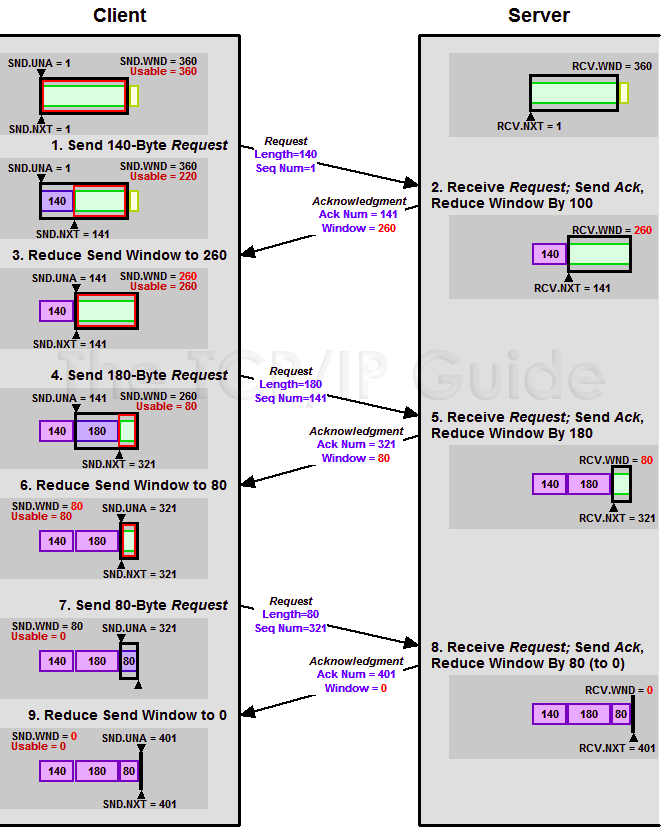 Client
Server
SND.UNA = 1
SND.WND = 360
Usable = 360
SND.NXT = 1
RCV.WND = 360
RCV.NXT = 1
1. Send 140-Byte Request
Request
Length=140
Seq Num=1
SND.UNA = 1
SND.WND = 360
Usable = 220
140
SND.NXT = 141
2. Receive Request; Send Ack,
Reduce Window By 100
Acknowledgment
Ack Num = 141
Window = 260
RCV.WND = 260
140
RCV.NXT = 141
3. Reduce Send Window to 260
SND.UNA = 141
SND.WND = 260
Usable = 260
140
SND.NXT = 141
The TCP/IP Guide
4. Send 180-Byte Request
Request
Length=180
Seq Num=141
SND.UNA = 141
SND.WND = 260
Usable = 80
140
180
SND.NXT = 321
5. Receive Request; Send Ack,
Reduce Window By 180
Acknowledgment
Ack Num = 321
Window = 80
RCV.WND = 80
140
180
RCV.NXT = 321
6. Reduce Send Window to 80
SND.WND = 80
Usable = 80
SND.UNA = 321
140
180
SND.NXT = 321
7. Send 80-Byte Request
Request
Length=80
Seq Num=321
SND.WND = 80
Usable = 0
SND.UNA = 321
140
180
80
8. Receive Request; Send Ack,
Reduce Window By 80 (to 0)
Acknowledgment
Ack Num = 401
Window = 0
RCV.WND = 0
140
180
80
RCV.NXT = 401
9. Reduce Send Window to 0
SND.WND = 0
Usable = 0
SND.UNA = 401
140
180
80
SND.NXT = 401